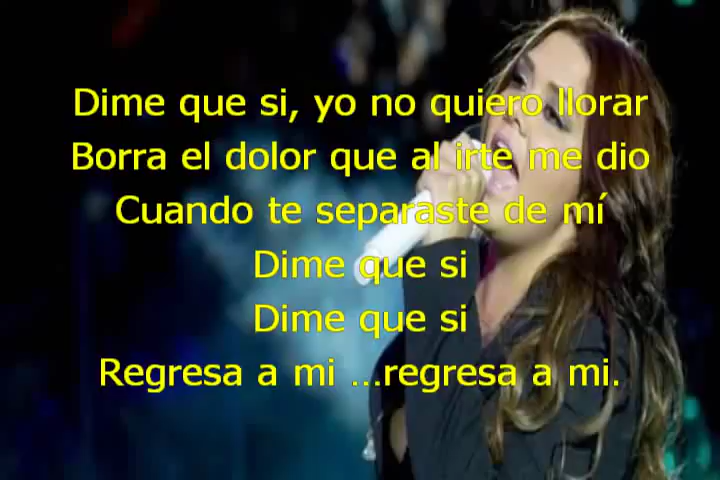 Dime que si, yo no quiero llorar
Borra el dolor que al irte me dio
Cuando te separaste de mí
Dime que si
Dime que si
Regresa a mi ...regresa a mi.